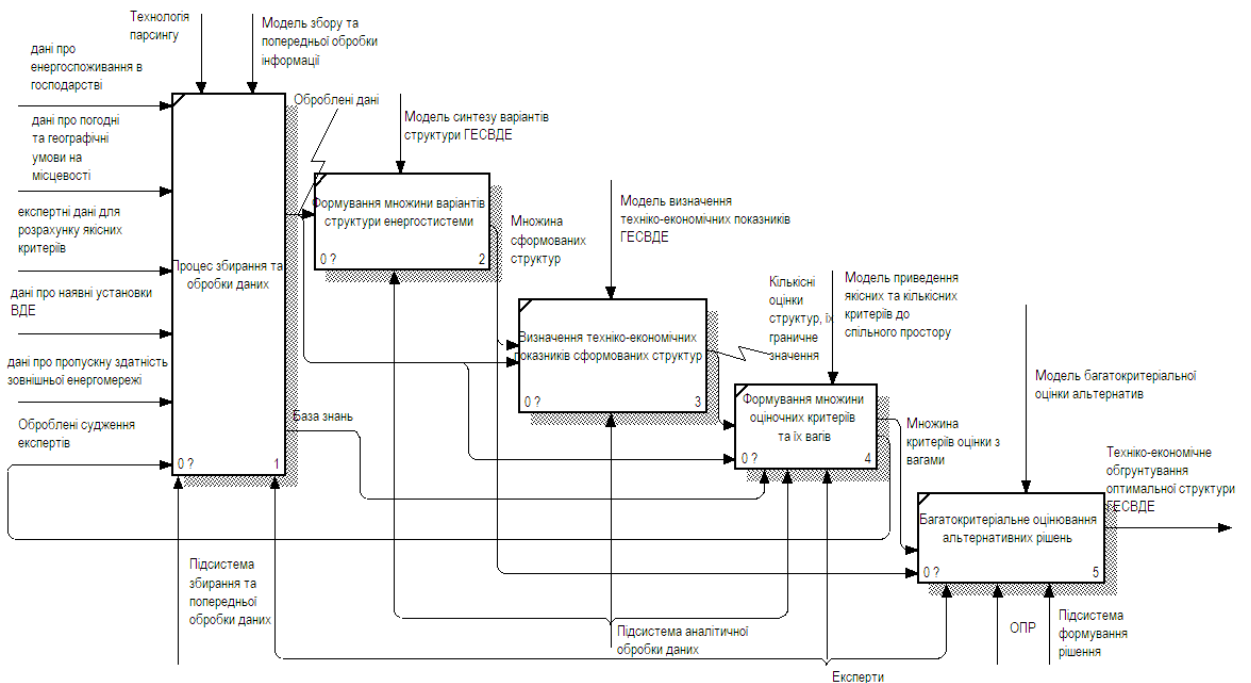 Технологія
парсингу
Модель збору та
попередньої обробки
інформації
дані про
енергоспоживання в
господарстві
дані про погодні
та географічні
умови на
місцевості
експертні дані для
розрахунку якісних
критеріїв
дані про наявні установки
ВДЕ
дані про пропускну здатність
зовнішньої енергомережі
Оброблені судження
експертів
Процес збирання та
обробки даних
0 ?
1
Оброблені дані
База знань
Модель синтезу варіантів
структури ГЕСВДЕ
Формування множини варіантів
структури енергостистеми
0 ?
2
Множина
сформованих
структур
Модель визначення
техніко-економічних показників
ГЕСВДЕ
Визначення техніко-економічних
показників сформованих структур
0 ?
3
Кількісні
оцінки
структур, їх
граничне
значення
Модель приведення
якісних та кількісних
критеріїв до
спільного простору
Формування множини
оціночних критеріїв
та їх вагів
0 ?
4
Множина
критеріїв оцінки з
вагами
Модель багатокритеріальної
оцінки альтернатив
Багатокритеріальне оцінювання
альтернативних рішень
0 ?
5
Техніко-економічне
обгрунтування
оптимальної структури
ГЕСВДЕ
Підсистема
збирання та
попередньої
обробки даних
Підсистема аналітичної
обробки даних
Експерти
ОПР
Підсистема
формування
рішення